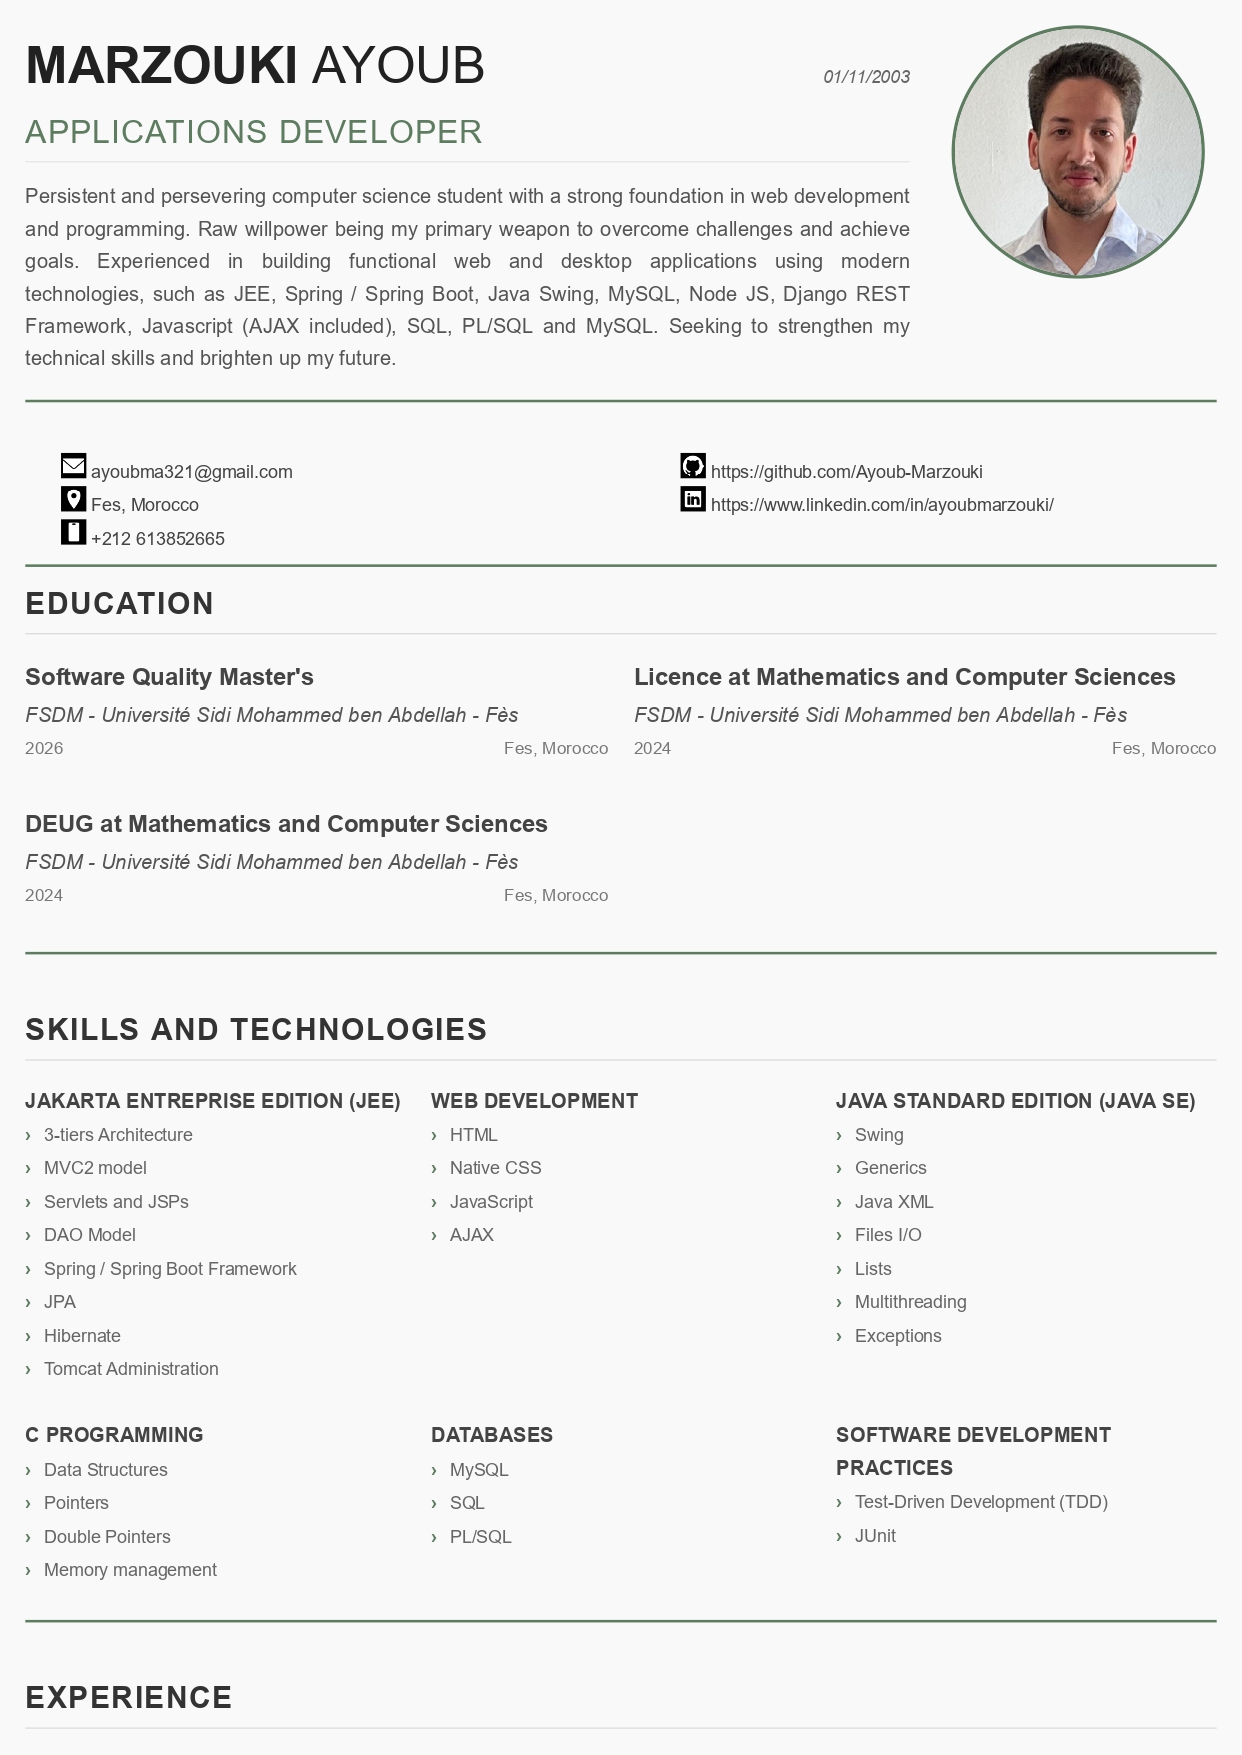 MARZOUKI AYOUB
01/11/2003
APPLICATIONS DEVELOPER
Persistent and persevering computer science student with a strong foundation in web development
and programming. Raw willpower being my primary weapon to overcome challenges and achieve
goals. Experienced in building functional web and desktop applications using modern
technologies, such as JEE, Spring / Spring Boot, Java Swing, MySQL, Node JS, Django REST
Framework, Javascript (AJAX included), SQL, PL/SQL and MySQL. Seeking to strengthen my
technical skills and brighten up my future.
ayoubma321@gmail.com
Fes, Morocco
+212 613852665
https://github.com/Ayoub-Marzouki
https://www.linkedin.com/in/ayoubmarzouki/
EDUCATION
Software Quality Master's
FSDM - Université Sidi Mohammed ben Abdellah - Fès
2026 Fes, Morocco
Licence at Mathematics and Computer Sciences
FSDM - Université Sidi Mohammed ben Abdellah - Fès
2024 Fes, Morocco
DEUG at Mathematics and Computer Sciences
FSDM - Université Sidi Mohammed ben Abdellah - Fès
2024 Fes, Morocco
SKILLS AND TECHNOLOGIES
JAKARTA ENTREPRISE EDITION (JEE)
› 3-tiers Architecture
› MVC2 model
› Servlets and JSPs
› DAO Model
› Spring / Spring Boot Framework
› JPA
› Hibernate
› Tomcat Administration
WEB DEVELOPMENT
› HTML
› Native CSS
› JavaScript
› AJAX
JAVA STANDARD EDITION (JAVA SE)
› Swing
› Generics
› Java XML
› Files I/O
› Lists
› Multithreading
› Exceptions
C PROGRAMMING
› Data Structures
› Pointers
› Double Pointers
› Memory management
DATABASES
› MySQL
› SQL
› PL/SQL
SOFTWARE DEVELOPMENT
PRACTICES
› Test-Driven Development (TDD)
› JUnit
EXPERIENCE